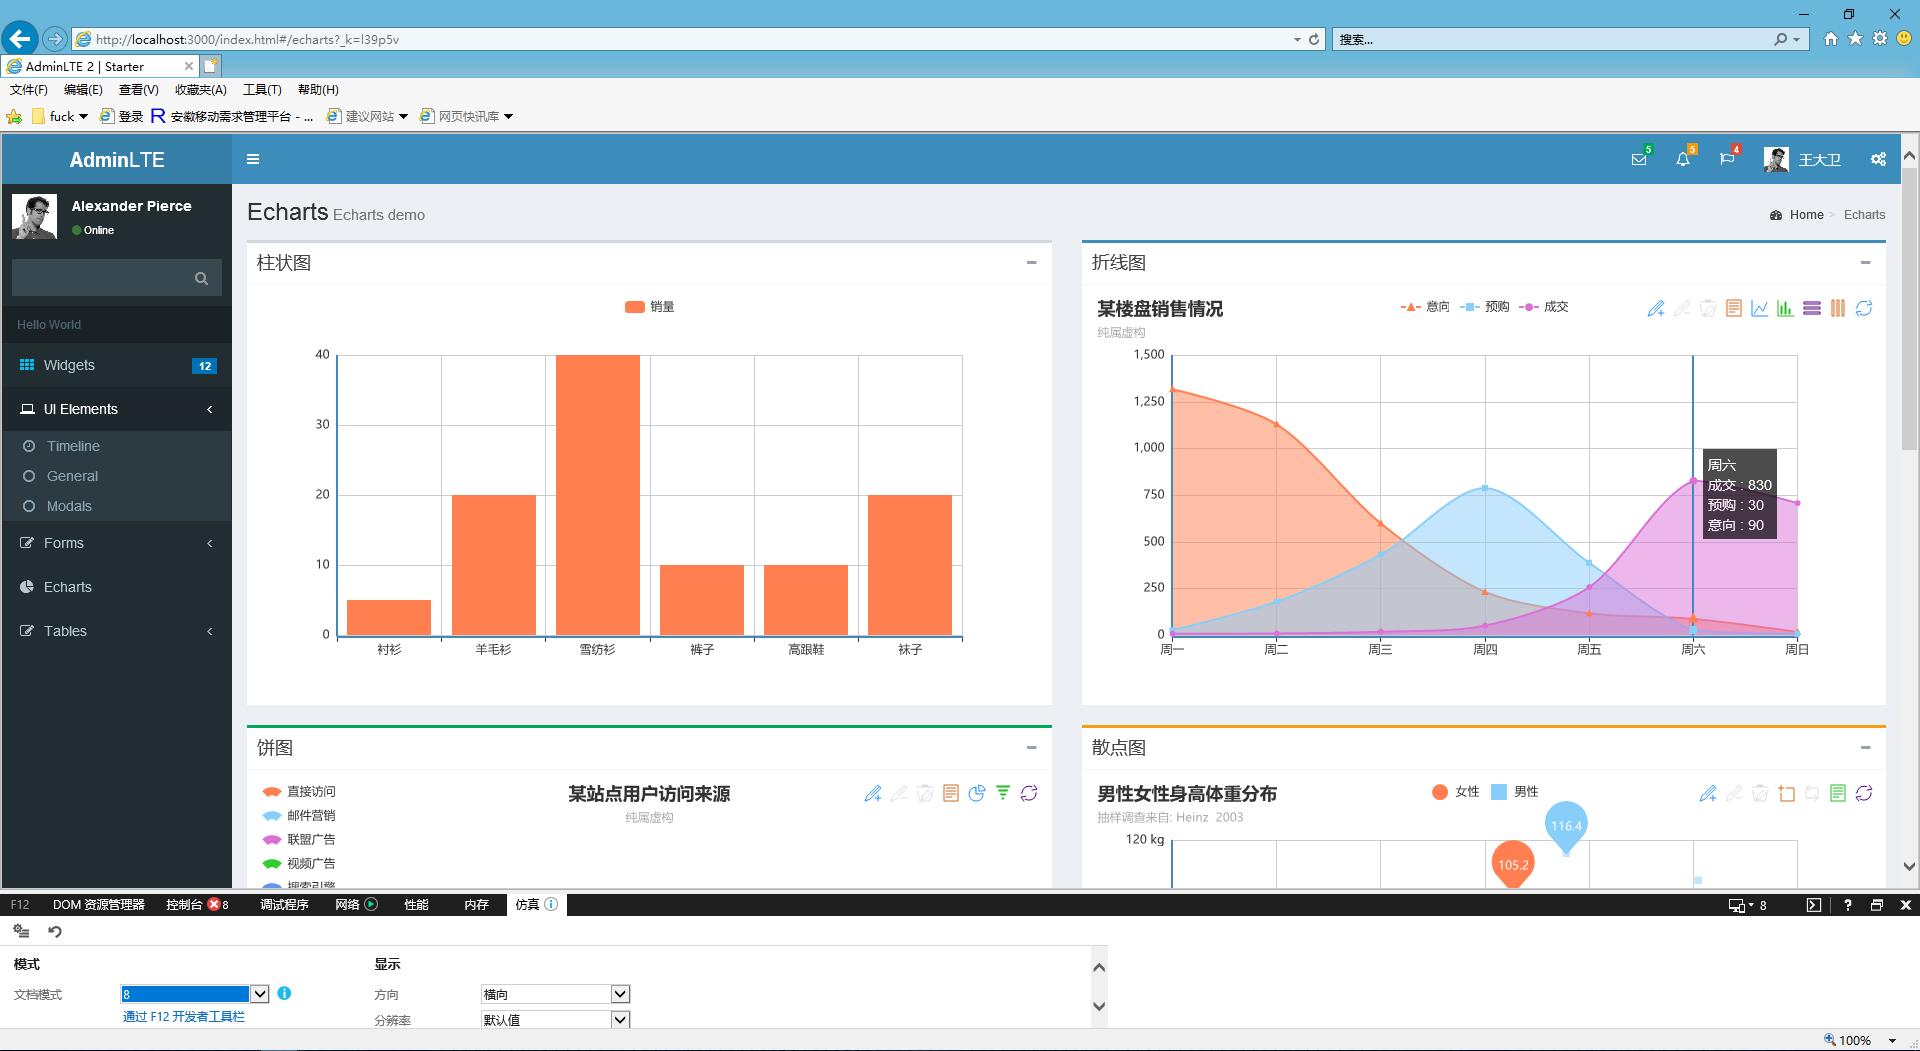 http://localhost:3000/index.html#/echarts?_k=l39p5v
搜索...
AdminLTE 2 | Starter
文件(F) 编辑(E) 查看(V) 收藏夹(A) 工具(T) 帮助(H)
fuck 登录 R 安徽移动需求管理平台 - ... 建议网站 网页快讯库
AdminLTE
5 5 4 王大卫
Alexander Pierce
Online
Hello World
Widgets 12
UI Elements
Timeline
General
Modals
Forms
Echarts
Tables
Echarts Echarts demo
Home > Echarts
柱状图
销量
40
30
20
10
0
衬衫 羊毛衫 雪纺衫 裤子 高跟鞋 袜子
折线图
某楼盘销售情况
纯属虚构
意向 预购 成交
1,500
1,250
1,000
750
500
250
0
周六
成交 : 830
预购 : 30
意向 : 90
周一 周二 周三 周四 周五 周六 周日
饼图
直接访问
邮件营销
联盟广告
视频广告
搜索引擎
某站点用户访问来源
纯属虚构
散点图
男性女性身高体重分布
抽样调查来自: Heinz 2003
女性 男性
120 kg
116.4
105.2
F12 DOM 资源管理器 控制台 8 调试程序 网络 性能 内存 仿真
8 ?
模式
文档模式 8
通过 F12 开发者工具栏
显示
方向 横向
分辨率 默认值
100%